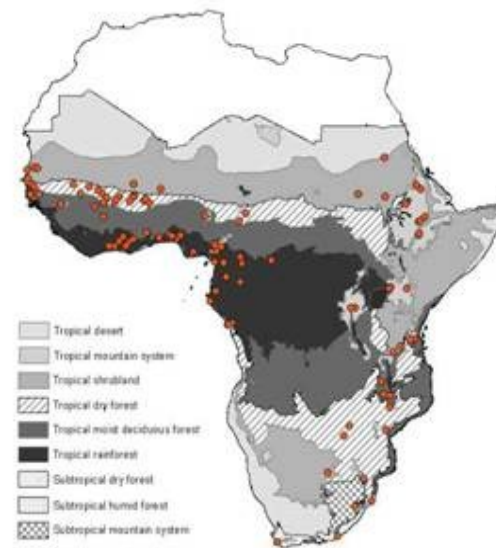 Tropical desert
Tropical mountain system
Tropical shrubland
Tropical dry forest
Tropical moist deciduous forest
Tropical rainforest
Subtropical dry forest
Subtropical humid forest
Subtropical mountain system